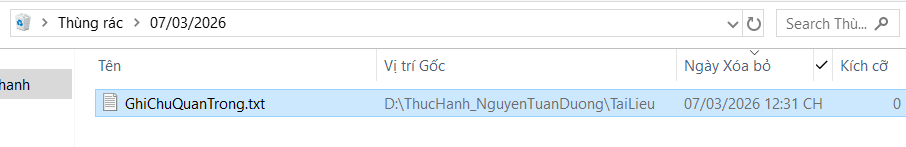 Thùng rác > 07/03/2026 Search Thù...
hanh Tên Vị trí Gốc Ngày Xóa bỏ Kích cỡ
GhiChuQuanTrong.txt D:\ThucHanh_NguyenTuanDuong\TaiLieu 07/03/2026 12:31 CH 0